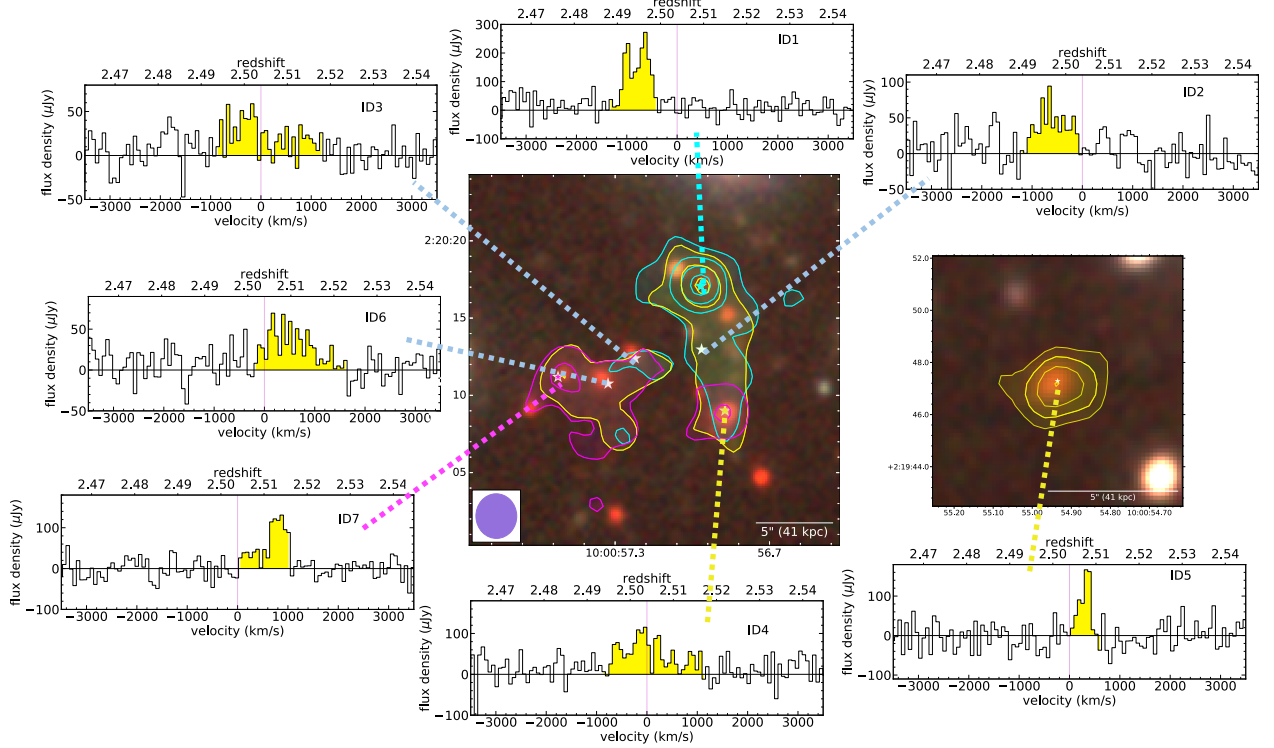 redshift
2.47 2.48 2.49 2.50 2.51 2.52 2.53 2.54
300
200
100
0
−100
flux density (μJy)
ID1
−3000 −2000 −1000 0 1000 2000 3000
velocity (km/s)
redshift
2.47 2.48 2.49 2.50 2.51 2.52 2.53 2.54
50
0
−50
flux density (μJy)
ID3
−3000 −2000 −1000 0 1000 2000 3000
velocity (km/s)
redshift
2.47 2.48 2.49 2.50 2.51 2.52 2.53 2.54
100
50
0
−50
flux density (μJy)
ID2
−3000 −2000 −1000 0 1000 2000 3000
velocity (km/s)
redshift
2.47 2.48 2.49 2.50 2.51 2.52 2.53 2.54
50
0
−50
flux density (μJy)
ID6
−3000 −2000 −1000 0 1000 2000 3000
velocity (km/s)
2:20:20
15
10
05
5" (41 kpc)
10:00:57.3 56.7
52.0
50.0
48.0
46.0
+2:19:44.0
5" (41 kpc)
55.20 55.10 55.00 54.90 54.80 10:00:54.70
redshift
2.47 2.48 2.49 2.50 2.51 2.52 2.53 2.54
100
0
−100
flux density (μJy)
ID7
−3000 −2000 −1000 0 1000 2000 3000
velocity (km/s)
redshift
2.47 2.48 2.49 2.50 2.51 2.52 2.53 2.54
100
0
−100
flux density (μJy)
ID4
−3000 −2000 −1000 0 1000 2000 3000
velocity (km/s)
redshift
2.47 2.48 2.49 2.50 2.51 2.52 2.53 2.54
100
0
−100
flux density (μJy)
ID5
−3000 −2000 −1000 0 1000 2000 3000
velocity (km/s)